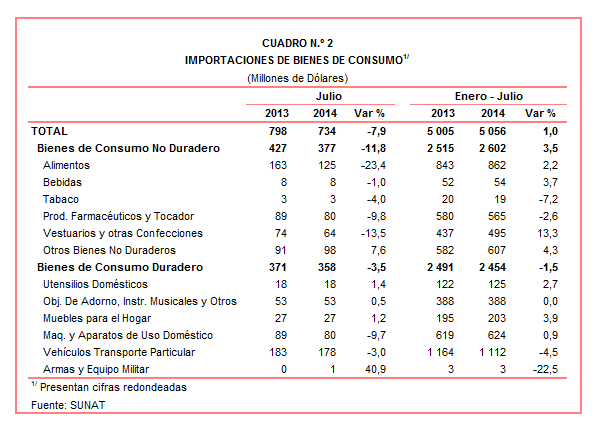 CUADRO N.º 2
IMPORTACIONES DE BIENES DE CONSUMO1/
(Millones de Dólares)
Julio Enero - Julio
2013 2014 Var % 2013 2014 Var %
TOTAL 798 734 -7,9 5 005 5 056 1,0
Bienes de Consumo No Duradero 427 377 -11,8 2 515 2 602 3,5
Alimentos 163 125 -23,4 843 862 2,2
Bebidas 8 8 -1,0 52 54 3,7
Tabaco 3 3 -4,0 20 19 -7,2
Prod. Farmacéuticos y Tocador 89 80 -9,8 580 565 -2,6
Vestuarios y otras Confecciones 74 64 -13,5 437 495 13,3
Otros Bienes No Duraderos 91 98 7,6 582 607 4,3
Bienes de Consumo Duradero 371 358 -3,5 2 491 2 454 -1,5
Utensilios Domésticos 18 18 1,4 122 125 2,7
Obj. De Adorno, Instr. Musicales y Otros 53 53 0,5 388 388 0,0
Muebles para el Hogar 27 27 1,2 195 203 3,9
Maq. y Aparatos de Uso Doméstico 89 80 -9,7 619 624 0,9
Vehículos Transporte Particular 183 178 -3,0 1 164 1 112 -4,5
Armas y Equipo Militar 0 1 40,9 3 3 -22,5
1/ Presentan cifras redondeadas
Fuente: SUNAT